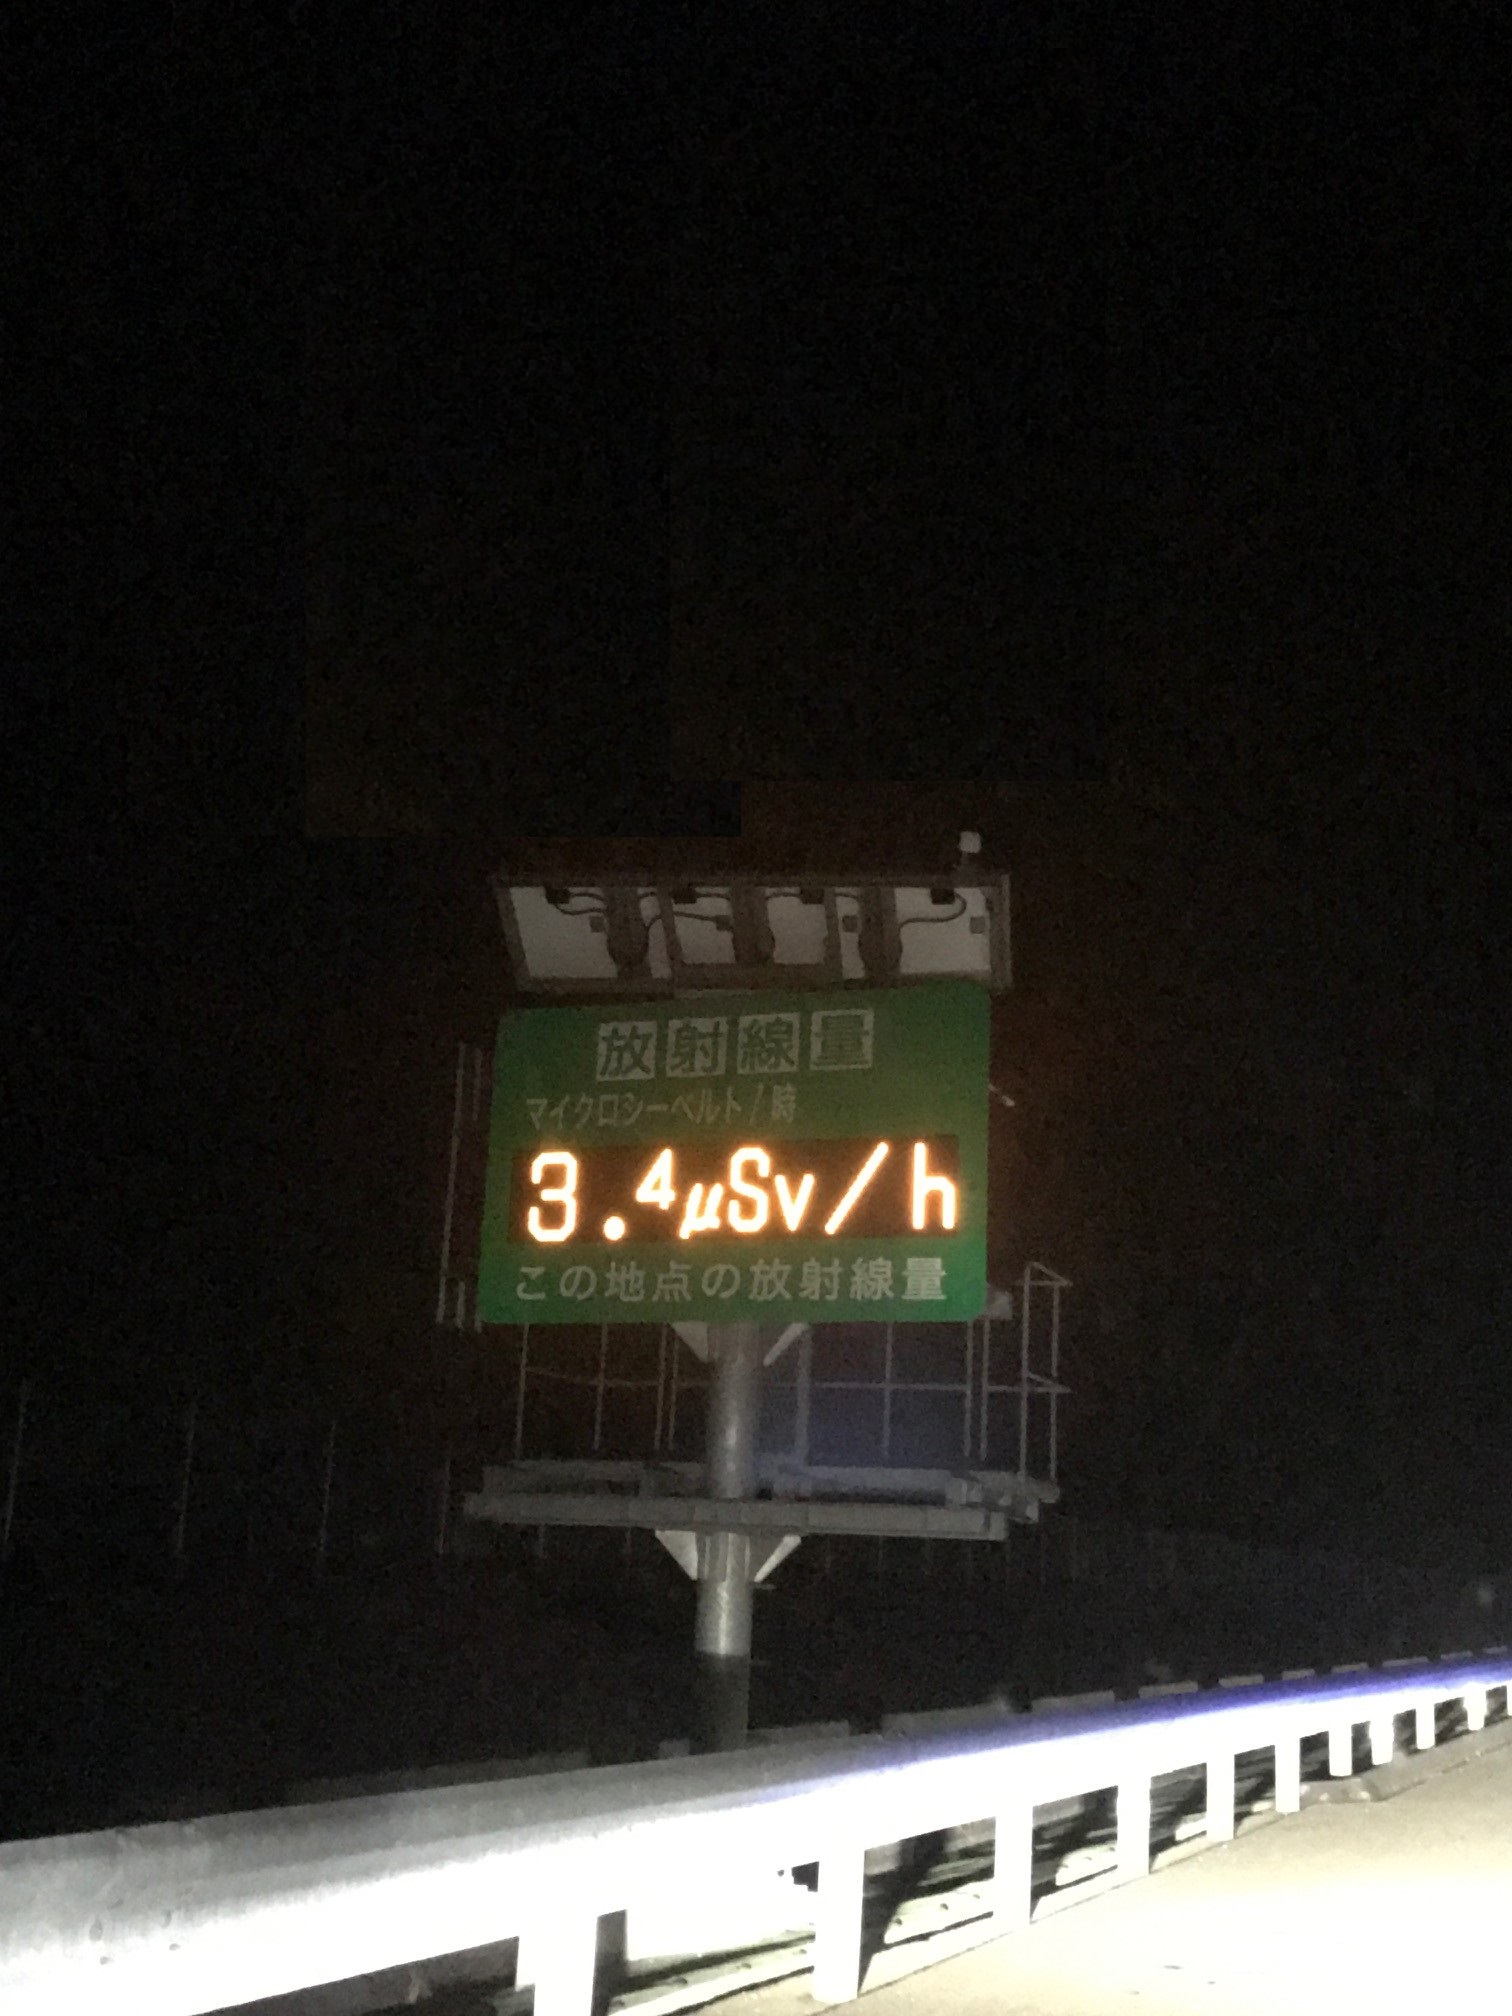 放射線量
マイクロシーベルト/時
3.4μSv/h
この地点の放射線量